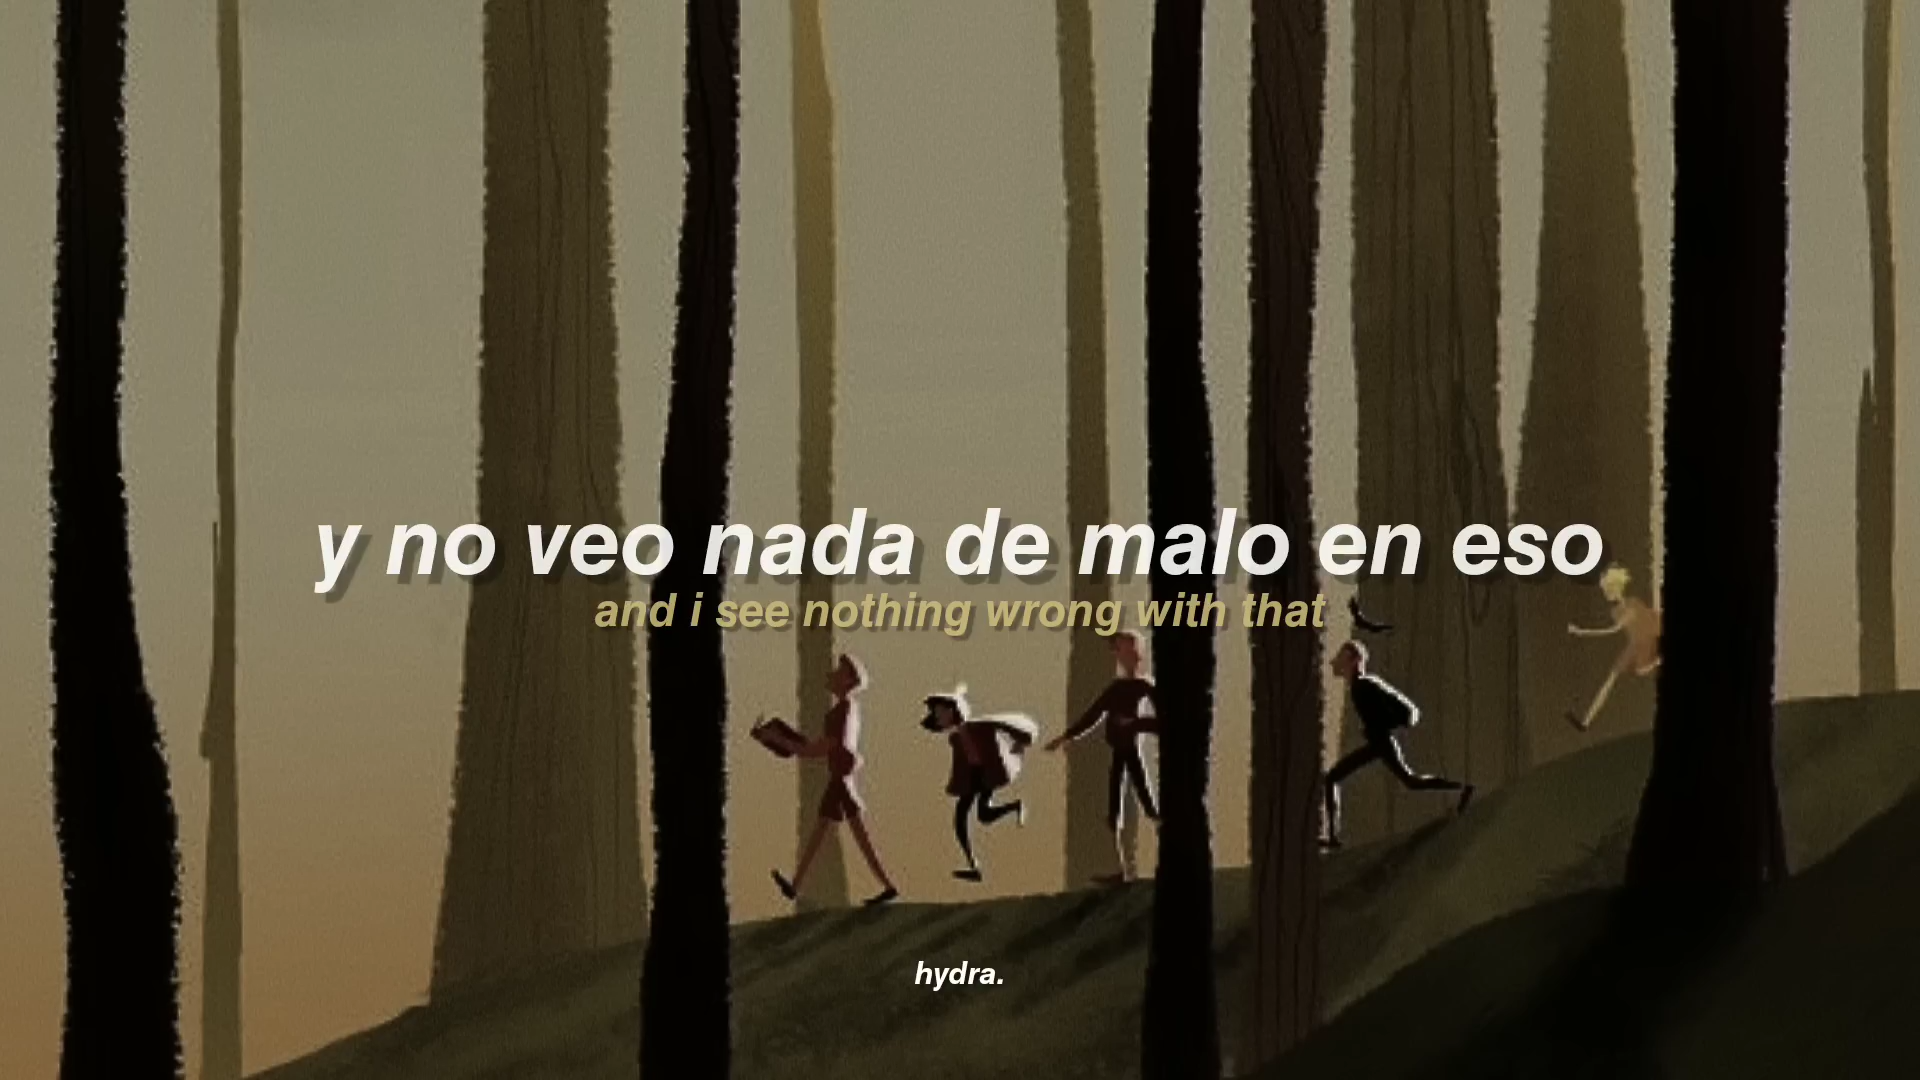 y no veo nada de malo en eso
and i see nothing wrong with that
hydra.